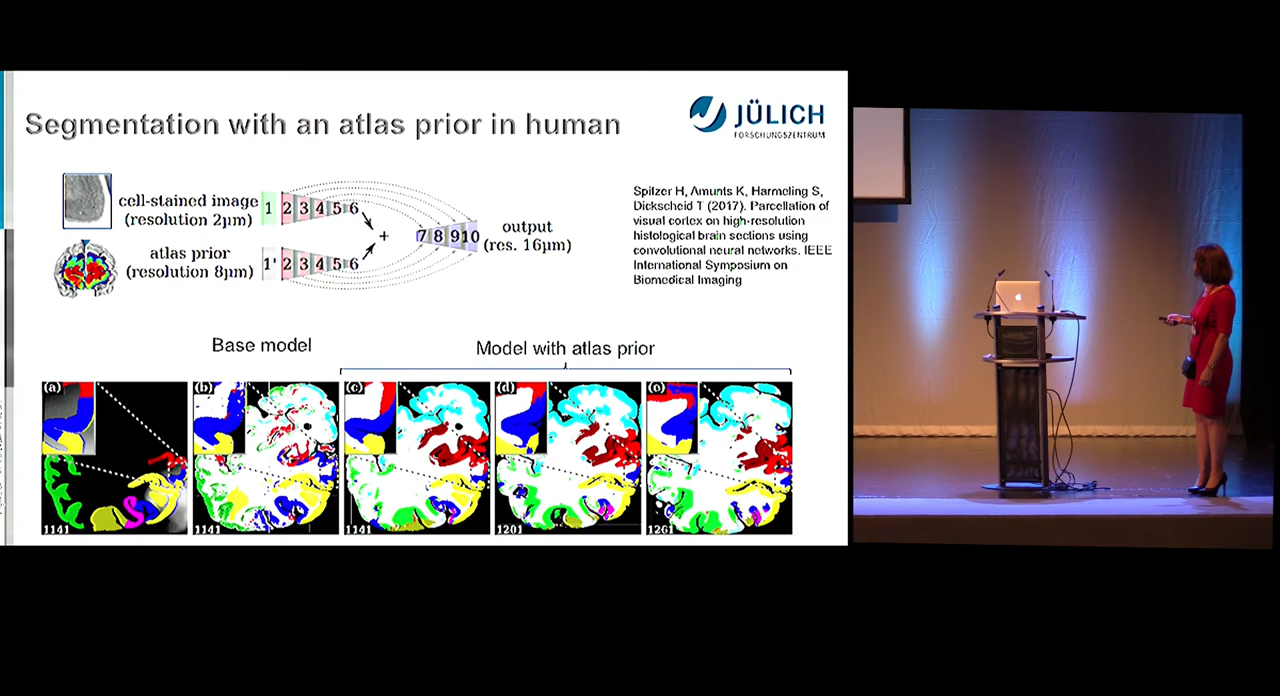 Segmentation with an atlas prior in human
JÜLICH
FORSCHUNGSZENTRUM
cell-stained image
(resolution 2µm)
1 2 3 4 5 6
atlas prior
(resolution 8µm)
1' 2 3 4 5 6
+
7 8 9 10
output
(res. 16µm)
Spitzer H, Amunts K, Harmeling S,
Dickscheid T (2017). Parcellation of
visual cortex on high-resolution
histological brain sections using
convolutional neural networks. IEEE
International Symposium on
Biomedical Imaging
Base model
Model with atlas prior
(a)
(b)
(c)
(d)
(e)
1141
1141
1141
1201
1261